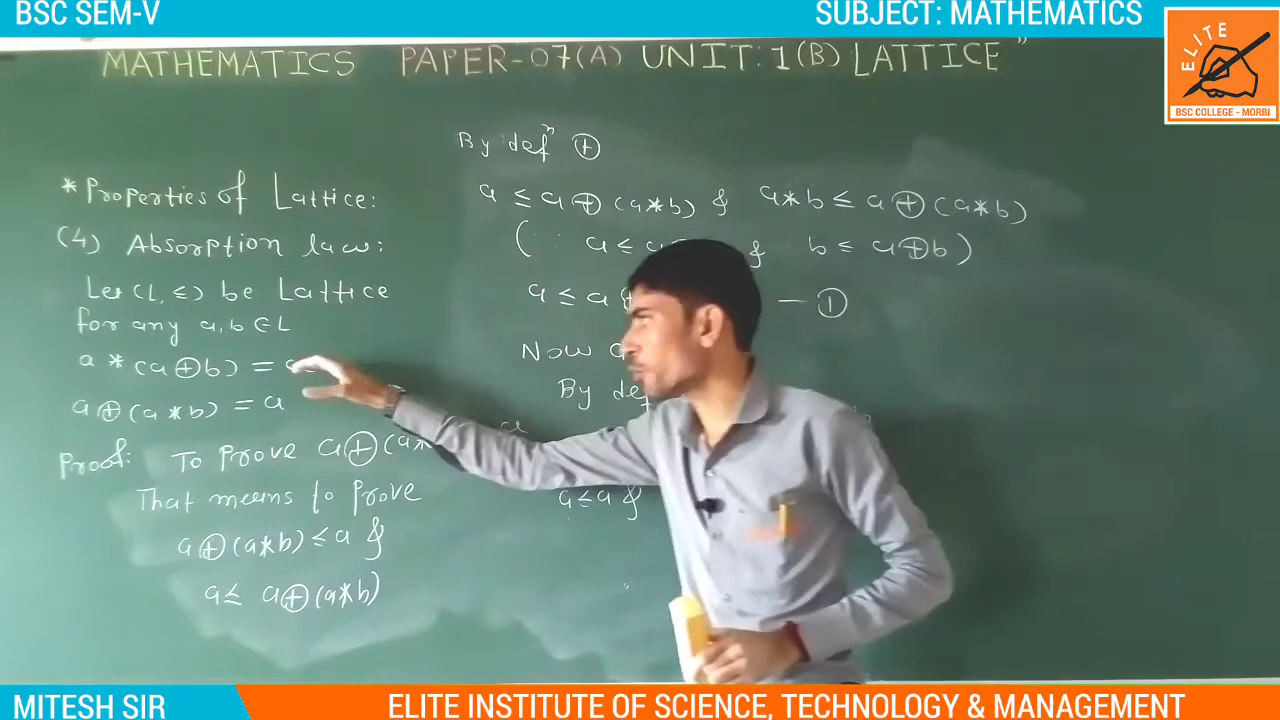 BSC SEM-V
SUBJECT: MATHEMATICS
ELITE
BSC COLLEGE - MORBI
MATHEMATICS PAPER-07(A) UNIT: 1(B) LATTICE"
* Properties of Lattice:
(4) Absorption law:
Let (L, ≤) be Lattice
for any a, b ∈ L
a * (a ⊕ b) =
a ⊕ (a * b) = a
Proof: To prove a ⊕ (a *
That means to prove
a ⊕ (a * b) ≤ a &
a ≤ a ⊕ (a * b)
By defⁿ ⊕
a ≤ a ⊕ (a * b) & a * b ≤ a ⊕ (a * b)
( ∵ a ≤ & b ≤ a ⊕ b )
a ≤ a — ①
Now
By def
a
a ≤ a &
MITESH SIR
ELITE INSTITUTE OF SCIENCE, TECHNOLOGY & MANAGEMENT